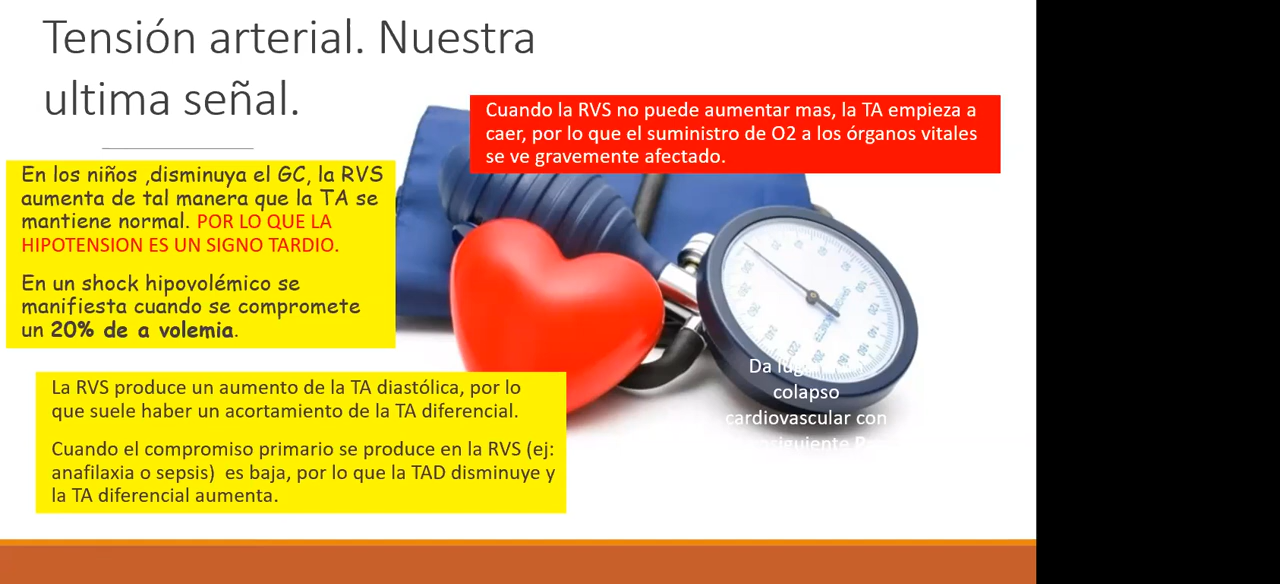 Tensión arterial. Nuestra
ultima señal.
Cuando la RVS no puede aumentar mas, la TA empieza a
caer, por lo que el suministro de O2 a los órganos vitales
se ve gravemente afectado.
En los niños ,disminuya el GC, la RVS
aumenta de tal manera que la TA se
mantiene normal. POR LO QUE LA
HIPOTENSION ES UN SIGNO TARDIO.
En un shock hipovolémico se
manifiesta cuando se compromete
un 20% de a volemia.
La RVS produce un aumento de la TA diastólica, por lo
que suele haber un acortamiento de la TA diferencial.
Cuando el compromiso primario se produce en la RVS (ej:
anafilaxia o sepsis) es baja, por lo que la TAD disminuye y
la TA diferencial aumenta.
Da
colapso
cardiovascular con